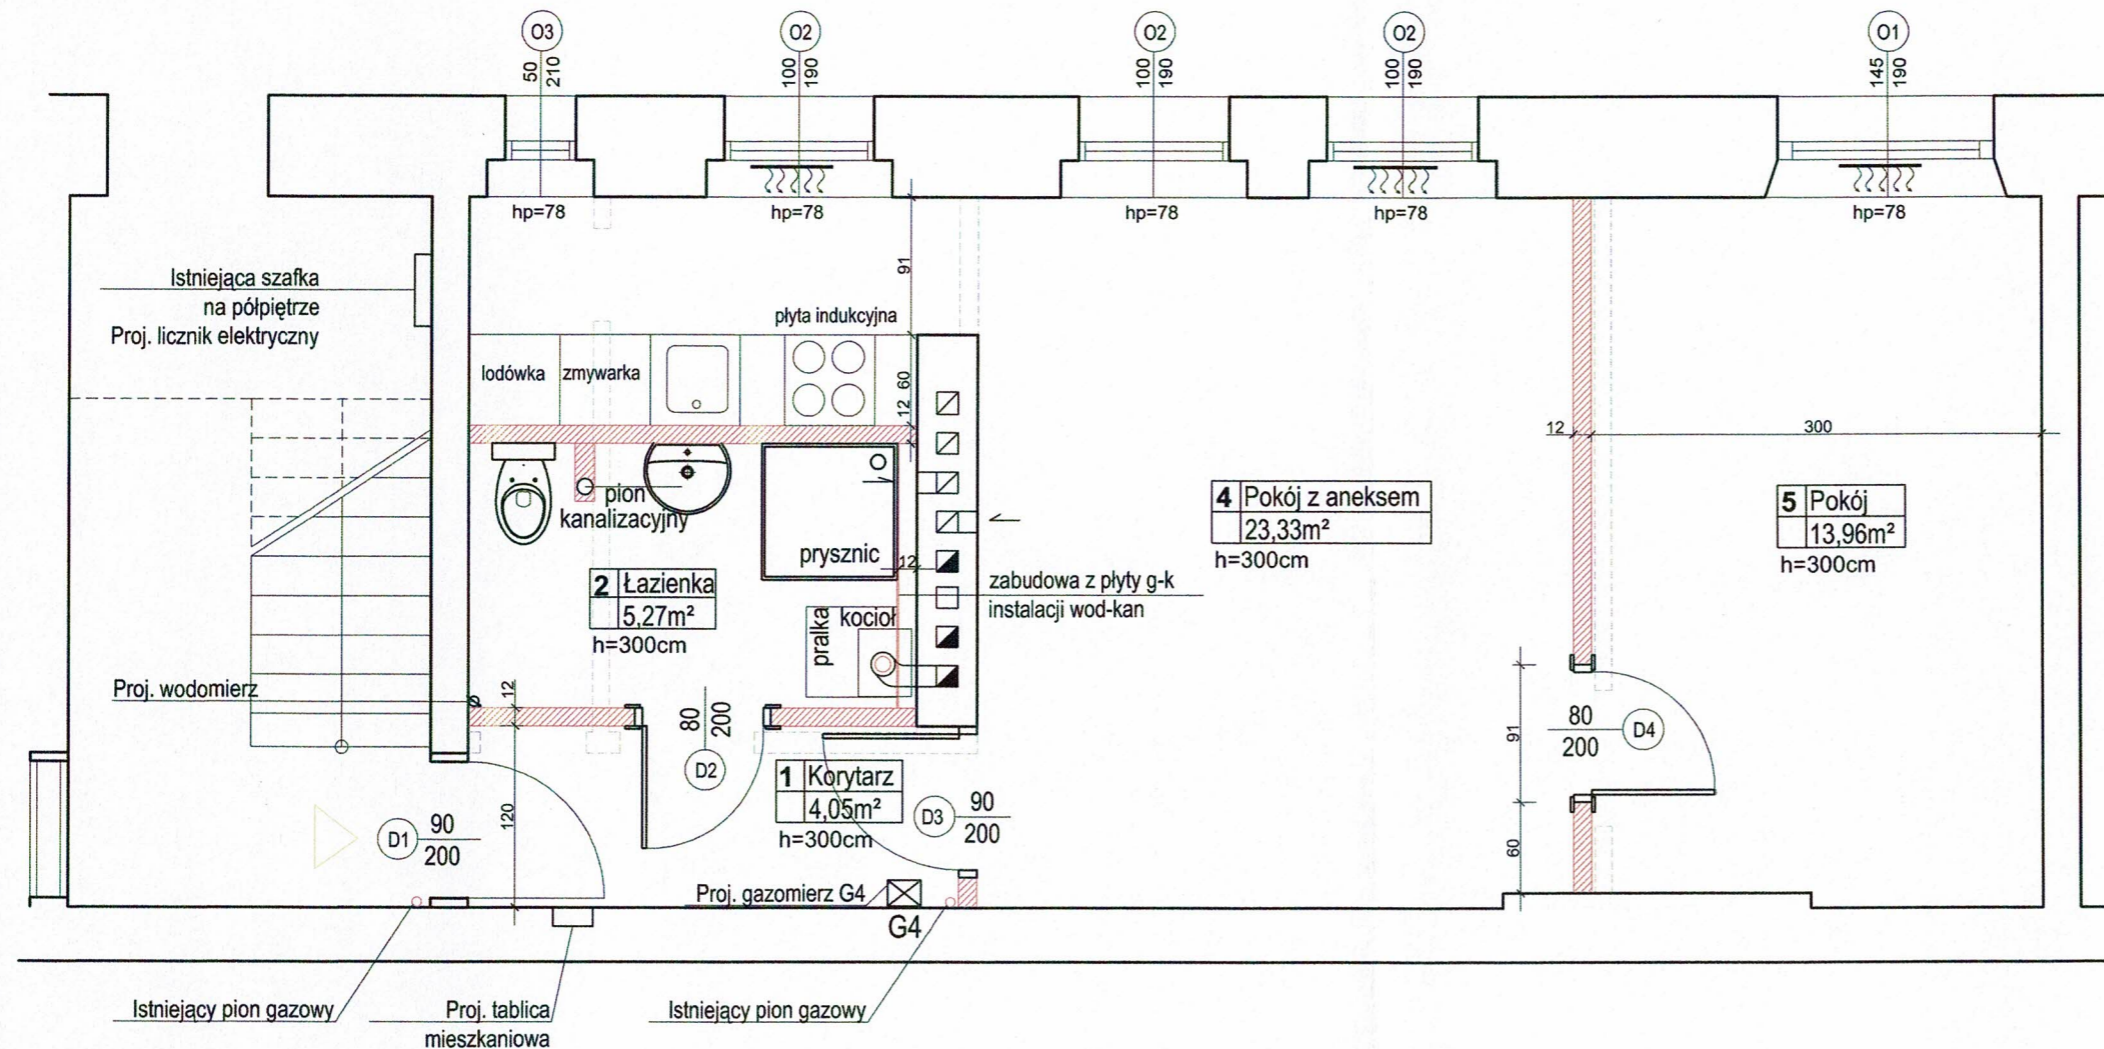 O3
50
210
O2
100
190
O2
100
190
O2
100
190
O1
145
190
hp=78
hp=78
hp=78
hp=78
hp=78
Istniejąca szafka
na półpiętrze
Proj. licznik elektryczny
91
płyta indukcyjna
lodówka
zmywarka
60
12
12
300
pion
kanalizacyjny
prysznic
12
4 Pokój z aneksem
23,33m²
h=300cm
5 Pokój
13,96m²
h=300cm
zabudowa z płyty g-k
instalacji wod-kan
2 Łazienka
5,27m²
h=300cm
pralka
kocioł
Proj. wodomierz
12
80
200
D2
91
80
200
D4
1 Korytarz
4,05m²
h=300cm
120
D1
90
200
D3
90
200
60
Proj. gazomierz G4
G4
Istniejący pion gazowy
Proj. tablica
mieszkaniowa
Istniejący pion gazowy